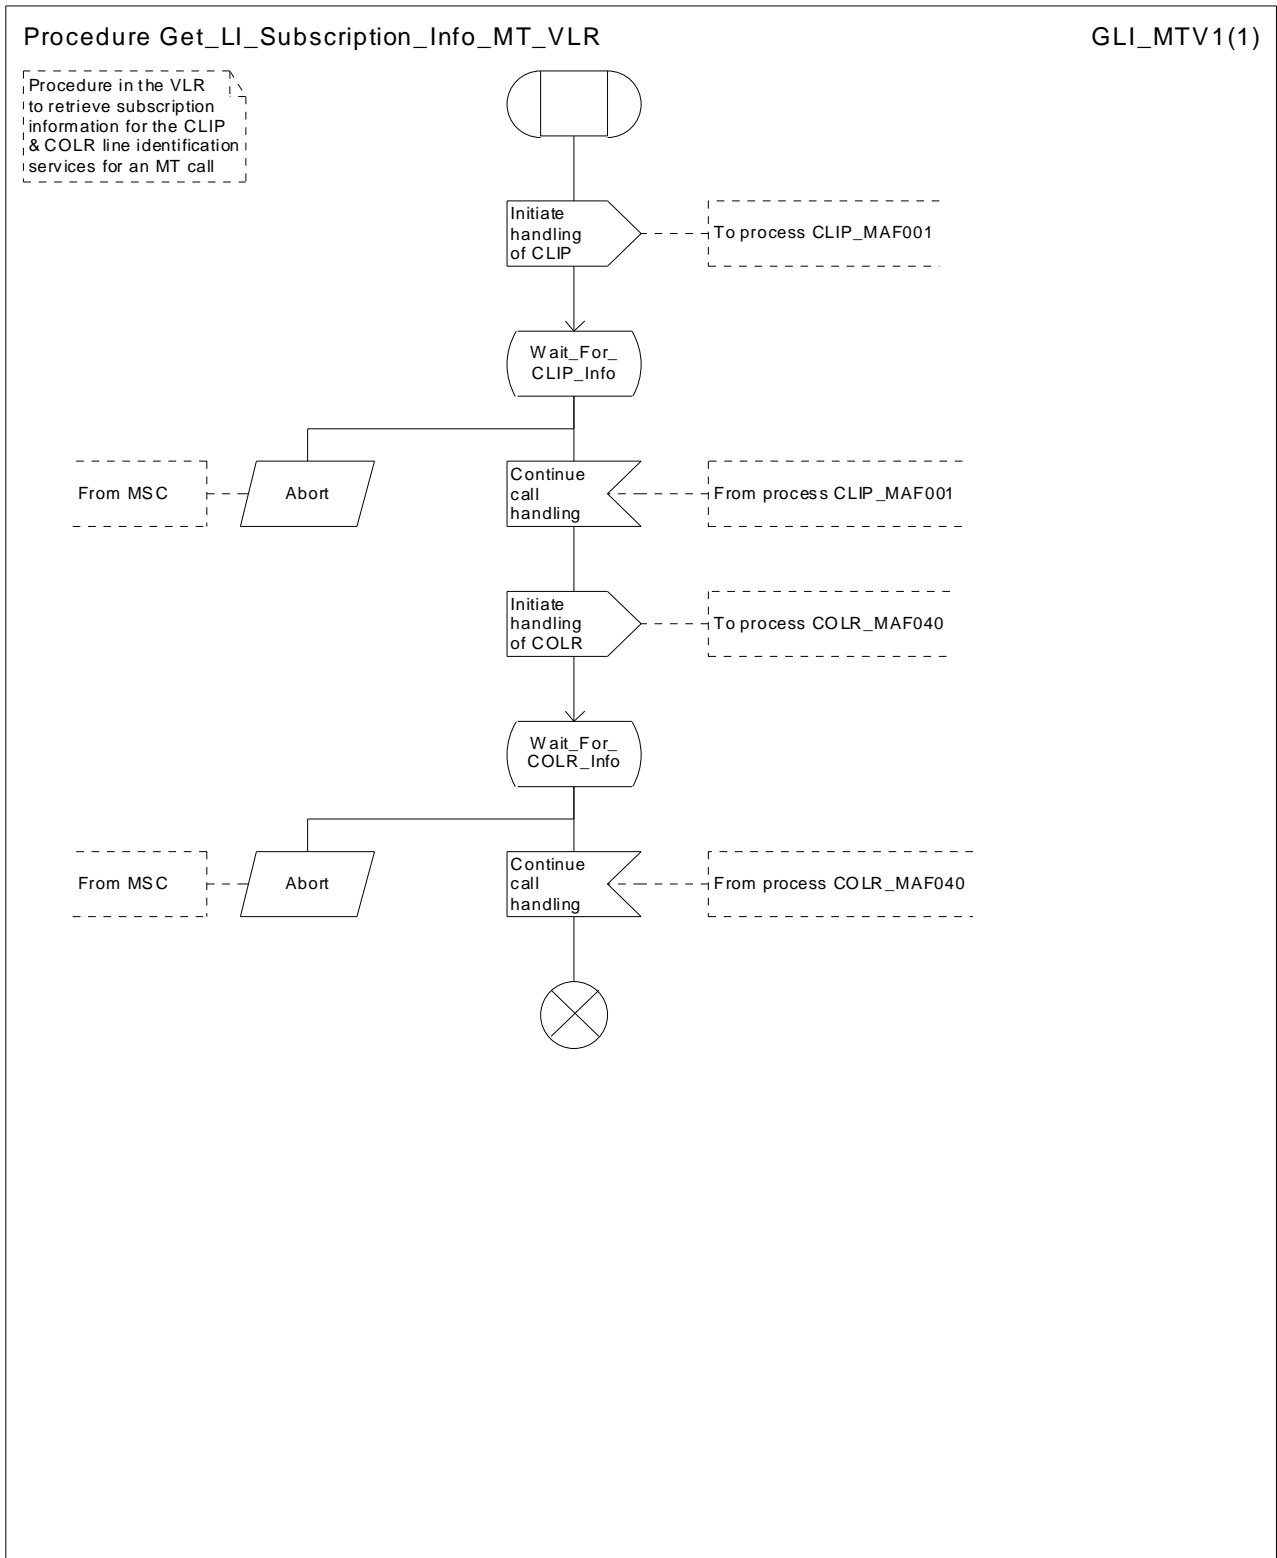 Procedure Get_LI_Subscription_Info_MT_VLR
GLI_MTV1(1)
Procedure in the VLR
to retrieve subscription
information for the CLIP
& COLR line identification
services for an MT call
Initiate
handling
of CLIP
To process CLIP_MAF001
Wait_For_
CLIP_Info
From MSC
Abort
Continue
call
handling
From process CLIP_MAF001
Initiate
handling
of COLR
To process COLR_MAF040
Wait_For_
COLR_Info
From MSC
Abort
Continue
call
handling
From process COLR_MAF040